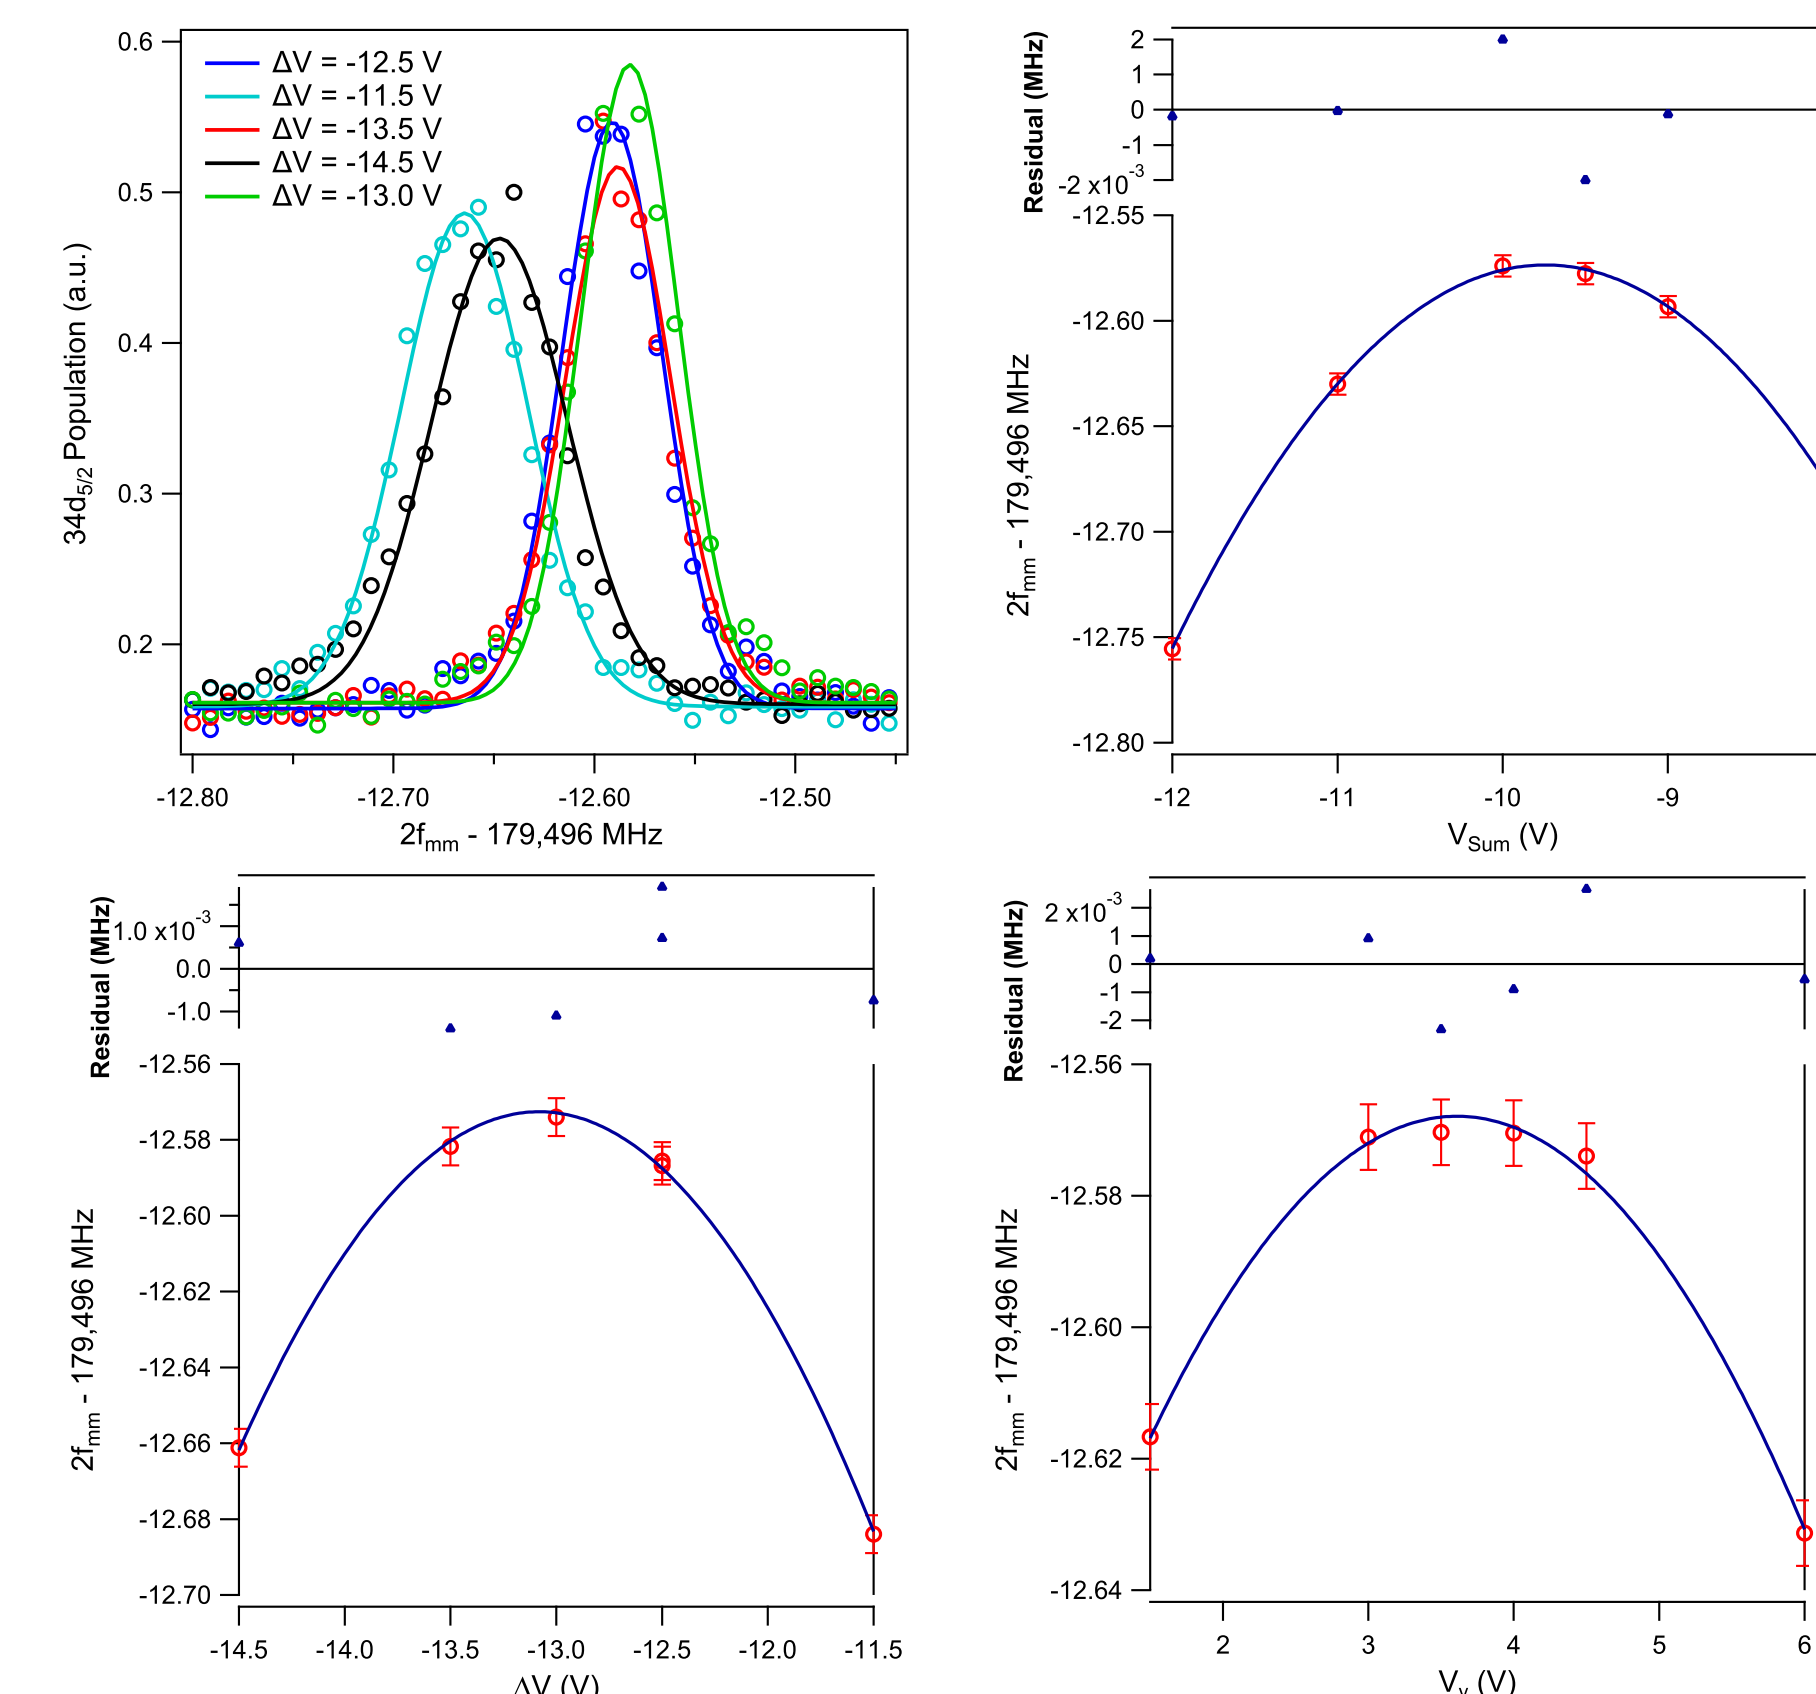 0.6
0.5
0.4
0.3
0.2
34d5/2 Population (a.u.)
ΔV = -12.5 V
ΔV = -11.5 V
ΔV = -13.5 V
ΔV = -14.5 V
ΔV = -13.0 V
-12.80 -12.70 -12.60 -12.50
2fmm - 179,496 MHz
Residual (MHz)
2
1
0
-1
-2 x10-3
-12.55
-12.60
-12.65
-12.70
-12.75
-12.80
2fmm - 179,496 MHz
-12 -11 -10 -9
VSum (V)
Residual (MHz)
1.0 x10-3
0.0
-1.0
-12.56
-12.58
-12.60
-12.62
-12.64
-12.66
-12.68
-12.70
2fmm - 179,496 MHz
-14.5 -14.0 -13.5 -13.0 -12.5 -12.0 -11.5
ΔV (V)
Residual (MHz)
2 x10-3
1
0
-1
-2
-12.56
-12.58
-12.60
-12.62
-12.64
2fmm - 179,496 MHz
2 3 4 5 6
Vy (V)